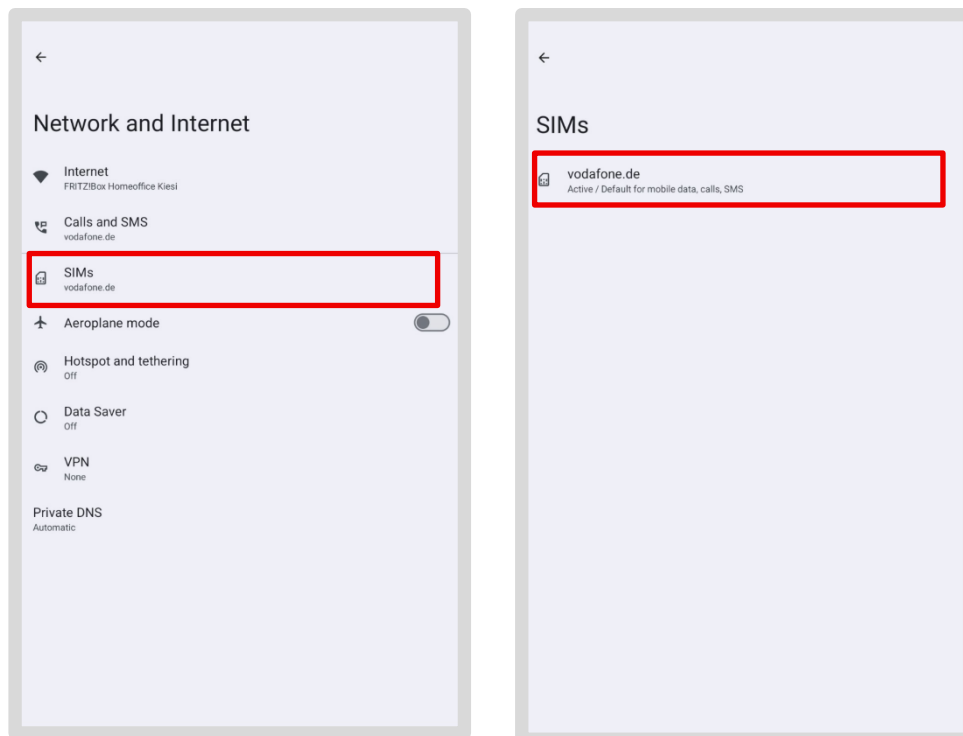 Network and Internet
Internet
FRITZ!Box Homeoffice Kiesi
Calls and SMS
vodafone.de
SIMs
vodafone.de
Aeroplane mode
Hotspot and tethering
Off
Data Saver
Off
VPN
None
Private DNS
Automatic
SIMs
vodafone.de
Active / Default for mobile data, calls, SMS